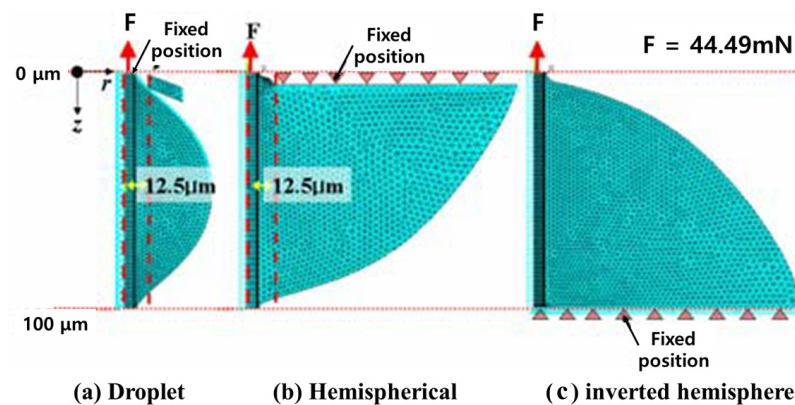 F
Fixed
position
F
Fixed
position
F
F = 44.49mN
0 μm
r
z
12.5μm
12.5μm
100 μm
Fixed
position
(a) Droplet
(b) Hemispherical
(c) inverted hemisphere